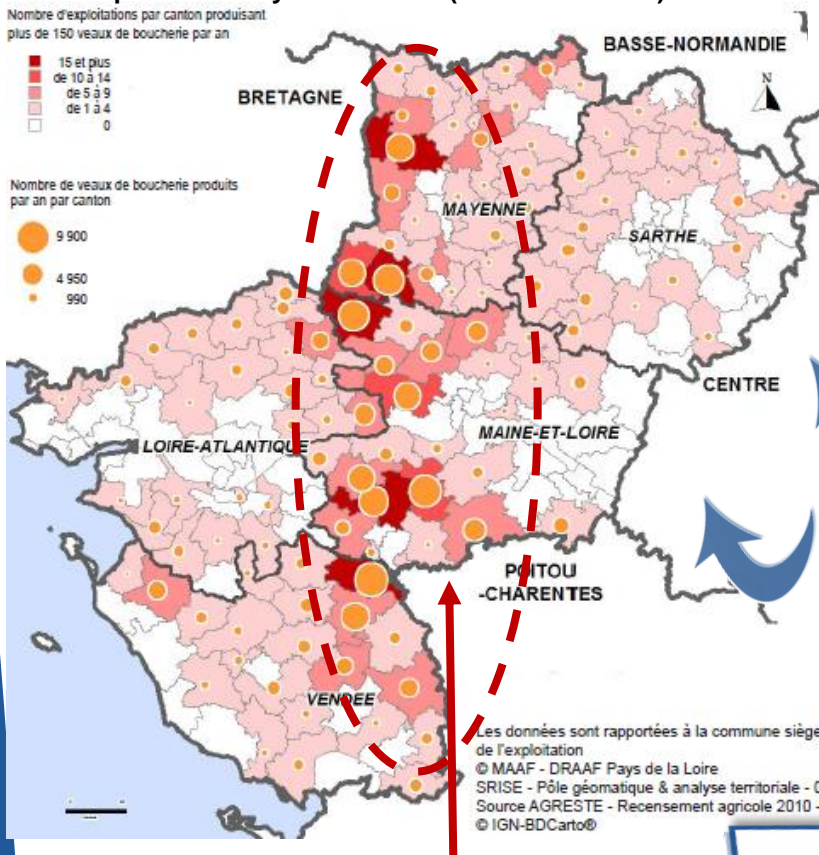 Nombre d'exploitations par canton produisant
plus de 150 veaux de boucherie par an
15 et plus
de 10 à 14
de 5 à 9
de 1 à 4
0
Nombre de veaux de boucherie produits
par an par canton
9 900
4 950
990
BRETAGNE
BASSE-NORMANDIE
N
MAYENNE
SARTHE
CENTRE
LOIRE-ATLANTIQUE
MAINE-ET-LOIRE
POITOU
-CHARENTES
VENDEE
Les données sont rapportées à la commune siège
de l'exploitation
© MAAF - DRAAF Pays de la Loire
SRISE - Pôle géomatique & analyse territoriale -
Source AGRESTE - Recensement agricole 2010 -
© IGN-BDCarto®